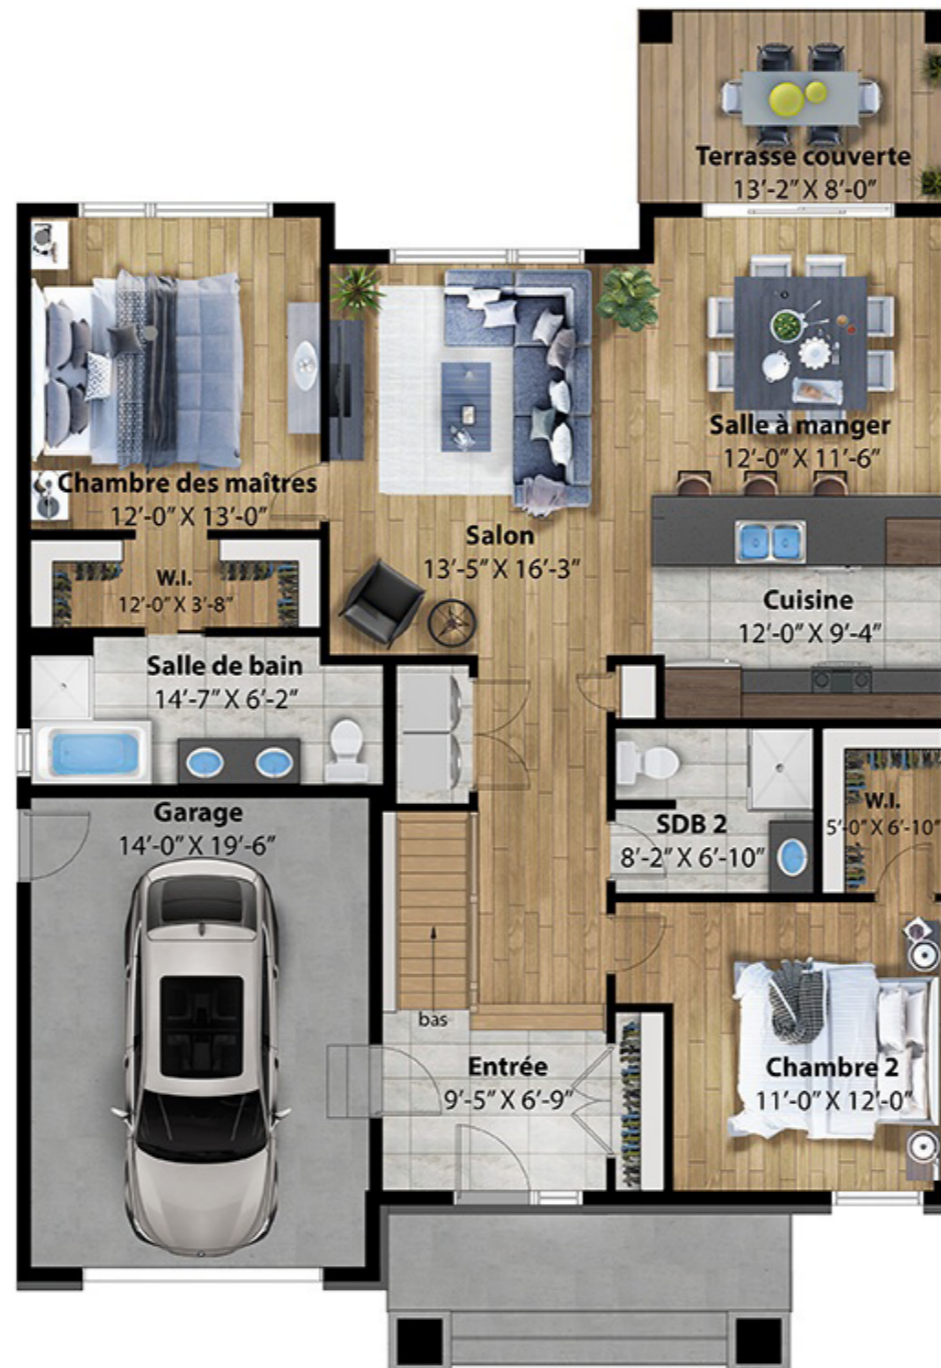 Terrasse couverte
13'-2" X 8'-0"
Salle à manger
12'-0" X 11'-6"
Chambre des maîtres
12'-0" X 13'-0"
Salon
13'-5" X 16'-3"
W.I.
12'-0" X 3'-8"
Cuisine
12'-0" X 9'-4"
Salle de bain
14'-7" X 6'-2"
Garage
14'-0" X 19'-6"
SDB 2
8'-2" X 6'-10"
W.I.
5'-0" X 6'-10"
bas
Entrée
9'-5" X 6'-9"
Chambre 2
11'-0" X 12'-0"